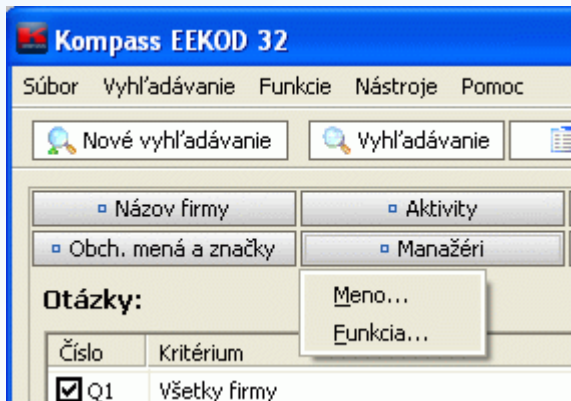 Kompass EEKOD 32
Súbor Vyhľadávanie Funkcie Nástroje Pomoc
Nové vyhľadávanie Vyhľadávanie
Názov firmy Aktivity
Obch. mená a značky Manažéri
Otázky:
Meno...
Funkcia...
Číslo Kritérium
Q1 Všetky firmy